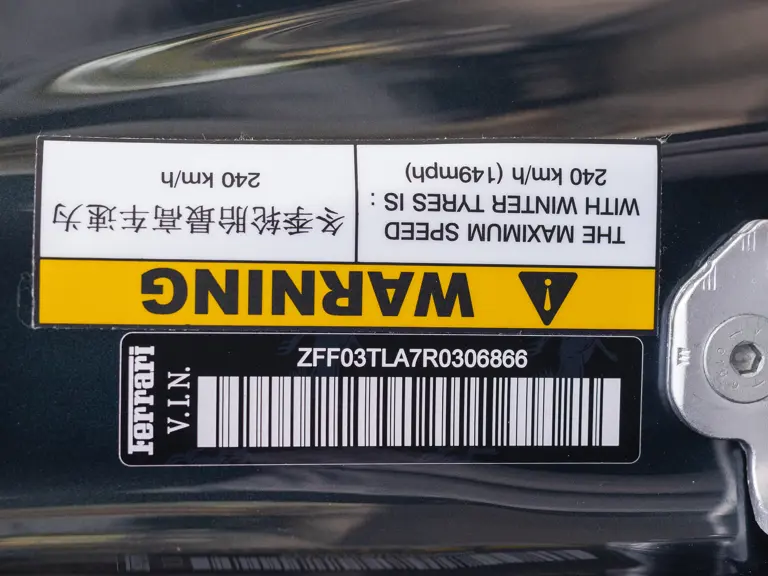 WARNING
THE MAXIMUM SPEED
WITH WINTER TYRES IS :
240 km/h (149mph)
冬季轮胎最高车速为
240 km/h
Ferrari
V.I.N.
ZFF03TLA7R0306866